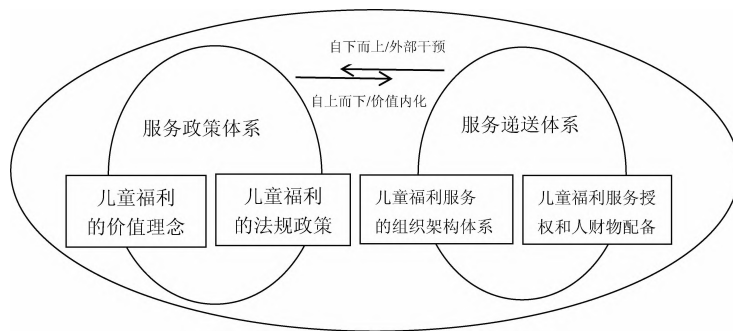 自下而上/外部干预
自上而下/价值内化
服务政策体系
服务递送体系
儿童福利
的价值理念
儿童福利
的法规政策
儿童福利服务
的组织架构体系
儿童福利服务授
权和人财物配备